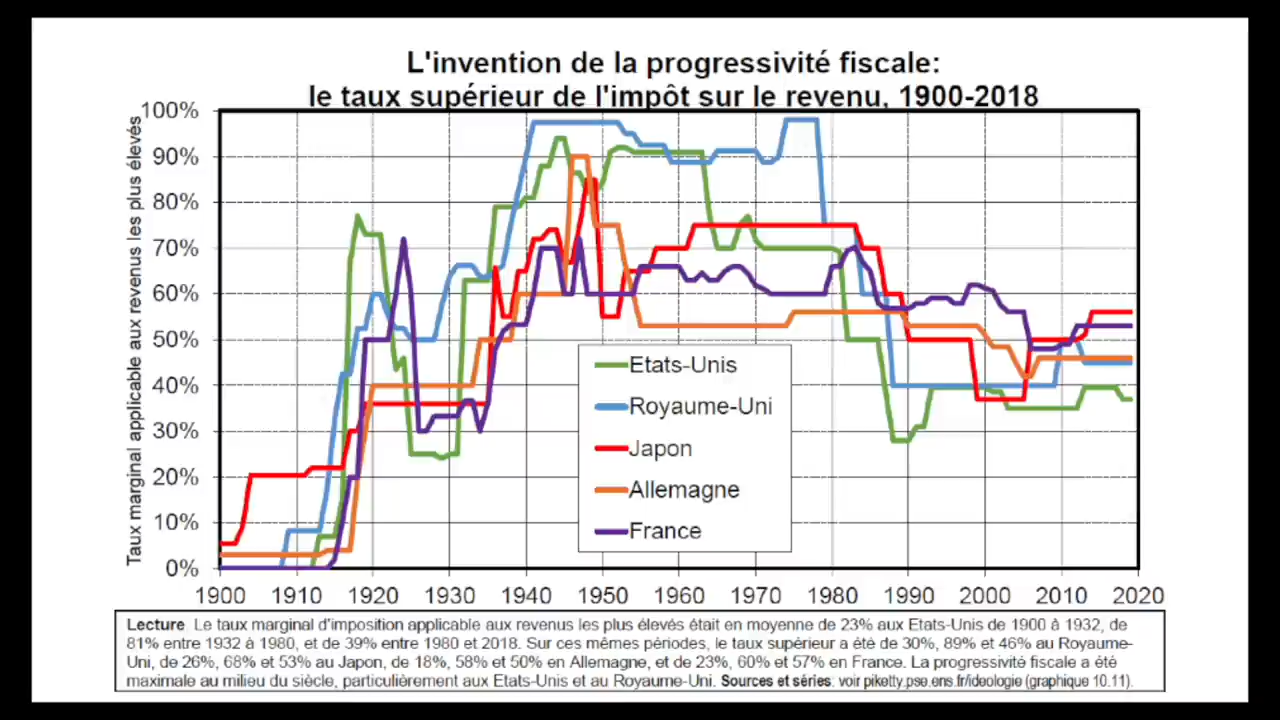 L'invention de la progressivité fiscale:
le taux supérieur de l'impôt sur le revenu, 1900-2018
Taux marginal applicable aux revenus les plus élevés
100%
90%
80%
70%
60%
50%
40%
30%
20%
10%
0%
Etats-Unis
Royaume-Uni
Japon
Allemagne
France
1900 1910 1920 1930 1940 1950 1960 1970 1980 1990 2000 2010 2020
Lecture. Le taux marginal d'imposition applicable aux revenus les plus élevés était en moyenne de 23% aux Etats-Unis de 1900 à 1932, de
81% entre 1932 à 1980, et de 39% entre 1980 et 2018. Sur ces mêmes périodes, le taux supérieur a été de 30%, 89% et 46% au Royaume-
Uni, de 26%, 68% et 53% au Japon, de 18%, 58% et 50% en Allemagne, et de 23%, 60% et 57% en France. La progressivité fiscale a été
maximale au milieu du siècle, particulièrement aux Etats-Unis et au Royaume-Uni. Sources et séries: voir piketty.pse.ens.fr/ideologie (graphique 10.11).